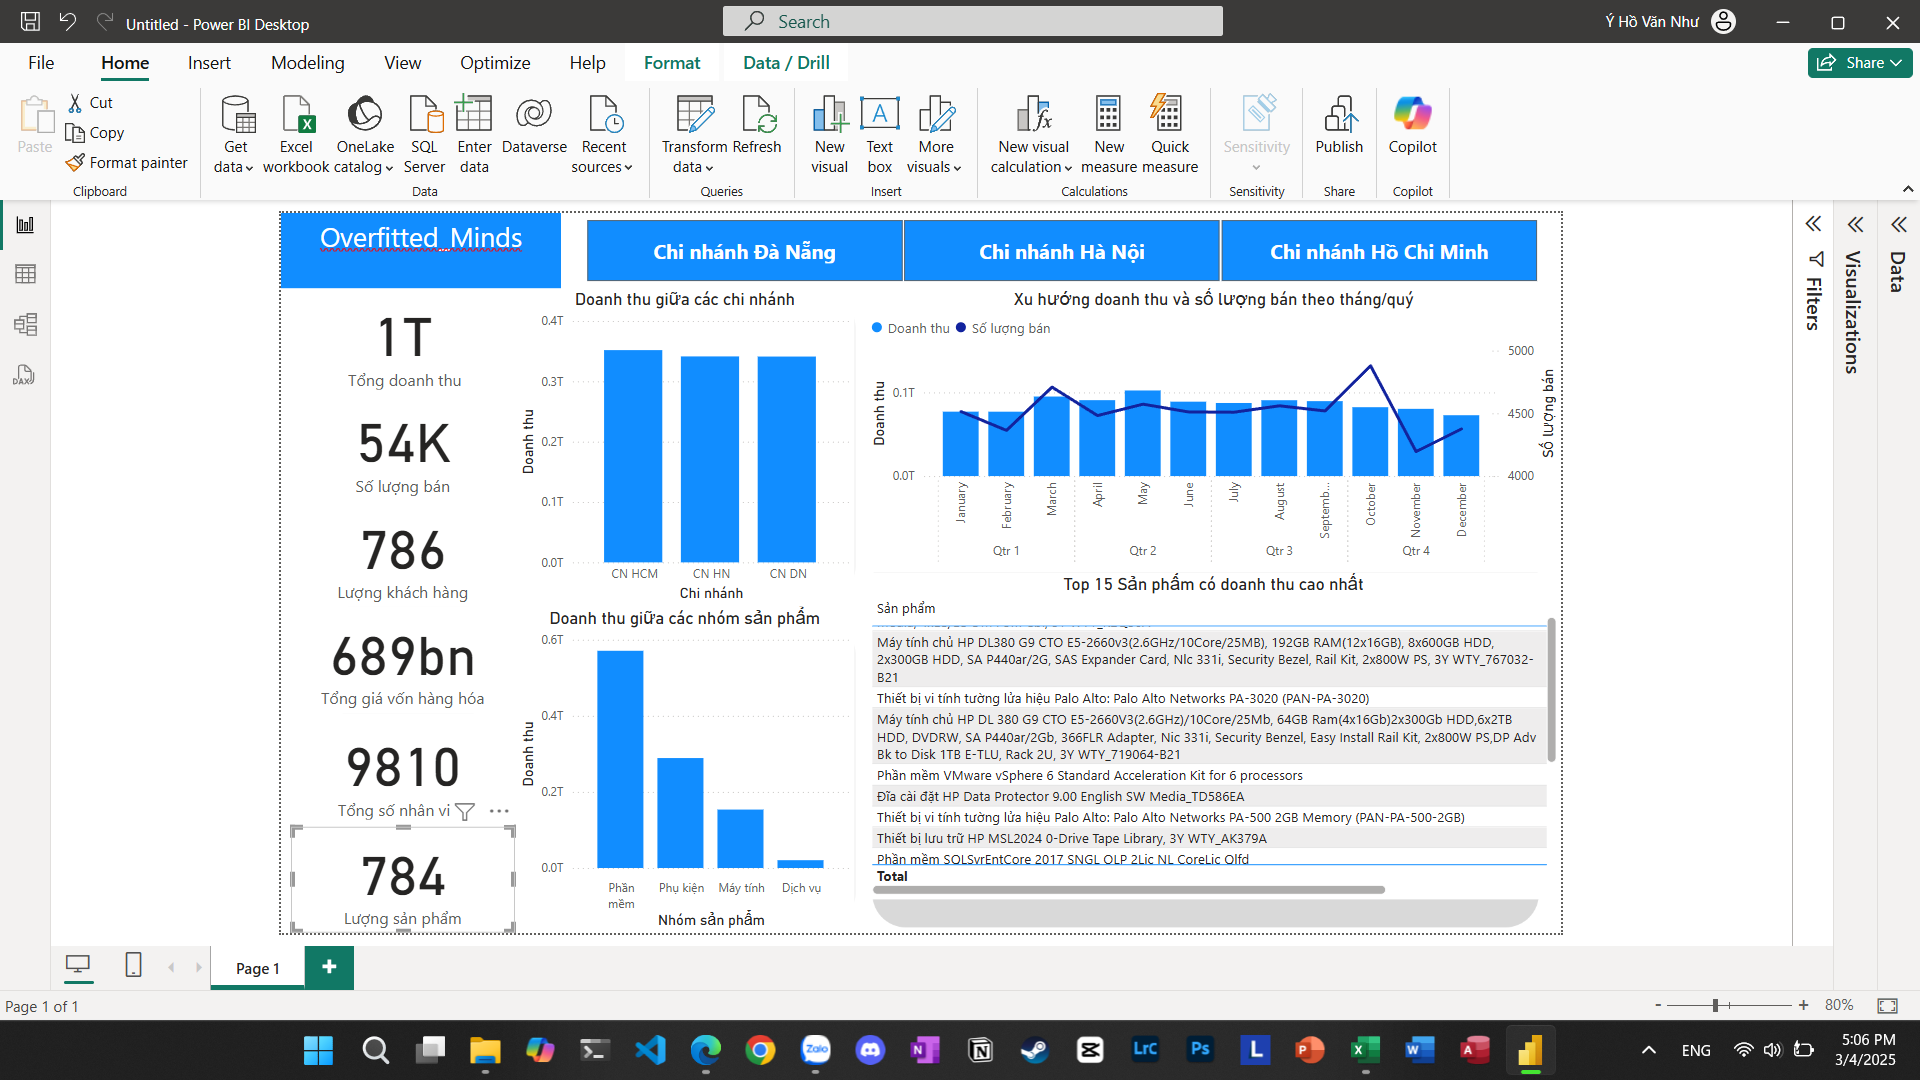 Untitled - Power BI Desktop
Search
Ý Hồ Văn Như
File
Home
Insert
Modeling
View
Optimize
Help
Format
Data / Drill
Share
Paste
Cut
Copy
Format painter
Clipboard
Get data
Excel workbook
OneLake catalog
SQL Server
Enter data
Dataverse
Recent sources
Data
Transform data
Refresh
Queries
New visual
Text box
More visuals
Insert
New visual calculation
New measure
Quick measure
Calculations
Sensitivity
Sensitivity
Publish
Share
Copilot
Copilot
Overfitted_Minds
Chi nhánh Đà Nẵng
Chi nhánh Hà Nội
Chi nhánh Hồ Chi Minh
1T
Tổng doanh thu
54K
Số lượng bán
786
Lượng khách hàng
689bn
Tổng giá vốn hàng hóa
9810
Tổng số nhân vi
784
Lượng sản phẩm
Doanh thu giữa các chi nhánh
Doanh thu
0.4T
0.3T
0.2T
0.1T
0.0T
CN HCM
CN HN
CN DN
Chi nhánh
Doanh thu giữa các nhóm sản phẩm
Doanh thu
0.6T
0.4T
0.2T
0.0T
Phần mềm
Phụ kiện
Máy tính
Dịch vụ
Nhóm sản phẩm
Xu hướng doanh thu và số lượng bán theo tháng/quý
Doanh thu
Số lượng bán
Doanh thu
0.1T
0.0T
5000
4500
4000
Số lượng bán
January
February
March
April
May
June
July
August
Septemb...
October
November
December
Qtr 1
Qtr 2
Qtr 3
Qtr 4
Top 15 Sản phẩm có doanh thu cao nhất
Sản phẩm
Máy tính chủ HP DL380 G9 CTO E5-2660v3(2.6GHz/10Core/25MB), 192GB RAM(12x16GB), 8x600GB HDD,
2x300GB HDD, SA P440ar/2G, SAS Expander Card, NIc 331i, Security Bezel, Rail Kit, 2x800W PS, 3Y WTY_767032-
B21
Thiết bị vi tính tường lửa hiệu Palo Alto: Palo Alto Networks PA-3020 (PAN-PA-3020)
Máy tính chủ HP DL 380 G9 CTO E5-2660V3(2.6GHz)/10Core/25Mb, 64GB Ram(4x16Gb)2x300Gb HDD,6x2TB
HDD, DVDRW, SA P440ar/2Gb, 366FLR Adapter, Nic 331i, Security Benzel, Easy Install Rail Kit, 2x800W PS,DP Adv
Bk to Disk 1TB E-TLU, Rack 2U, 3Y WTY_719064-B21
Phần mềm VMware vSphere 6 Standard Acceleration Kit for 6 processors
Đĩa cài đặt HP Data Protector 9.00 English SW Media_TD586EA
Thiết bị vi tính tường lửa hiệu Palo Alto: Palo Alto Networks PA-500 2GB Memory (PAN-PA-500-2GB)
Thiết bị lưu trữ HP MSL2024 0-Drive Tape Library, 3Y WTY_AK379A
Phần mềm SQLSvrEntCore 2017 SNGL OLP 2Lic NL CoreLic Qlfd
Total
Filters
Visualizations
Data
DAX
Page 1
Page 1 of 1
80%
Zalo
LrC
Ps
L
ENG
5:06 PM
3/4/2025